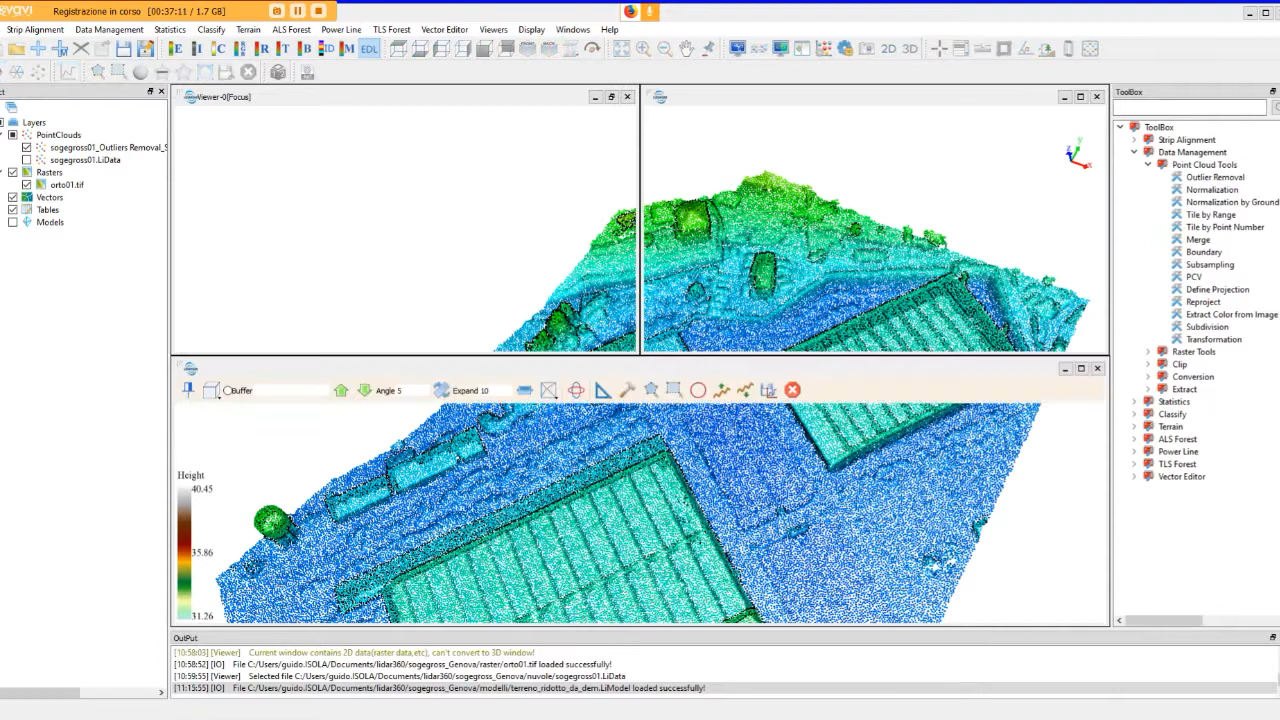 Registrazione in corso [00:37:11 / 1.7 GB]
Strip Alignment Data Management Statistics Classify Terrain ALS Forest Power Line TLS Forest Vector Editor Viewers Display Windows Help
E I C R T B ID M EDL 2D 3D
Viewer-0[Focus]
ToolBox
Layers
PointClouds
sogegross01_Outliers Removal_S
sogegross01.LiData
Rasters
orto01.tif
Vectors
Tables
Models
z y x
Buffer Angle 5 Expand 10
Height
40.45
35.86
31.26
ToolBox
Strip Alignment
Data Management
Point Cloud Tools
Outlier Removal
Normalization
Normalization by Ground
Tile by Range
Tile by Point Number
Merge
Boundary
Subsampling
PCV
Define Projection
Reproject
Extract Color from Image
Subdivision
Transformation
Raster Tools
Clip
Conversion
Extract
Statistics
Classify
Terrain
ALS Forest
Power Line
TLS Forest
Vector Editor
OutPut
[10:58:03] [Viewer] Current window contains 2D data(raster data,etc), can't convert to 3D window!
[10:58:52] [IO] File C:/Users/guido.ISOLA/Documents/lidar360/sogegross_Genova/raster/orto01.tif loaded successfully!
[10:59:55] [Viewer] Selected file C:/Users/guido.ISOLA/Documents/lidar360/sogegross_Genova/nuvole/sogegross01.LiData
[11:15:55] [IO] File C:/Users/guido.ISOLA/Documents/lidar360/sogegross_Genova/modelli/terreno_ridotto_da_dem.LiModel loaded successfully!